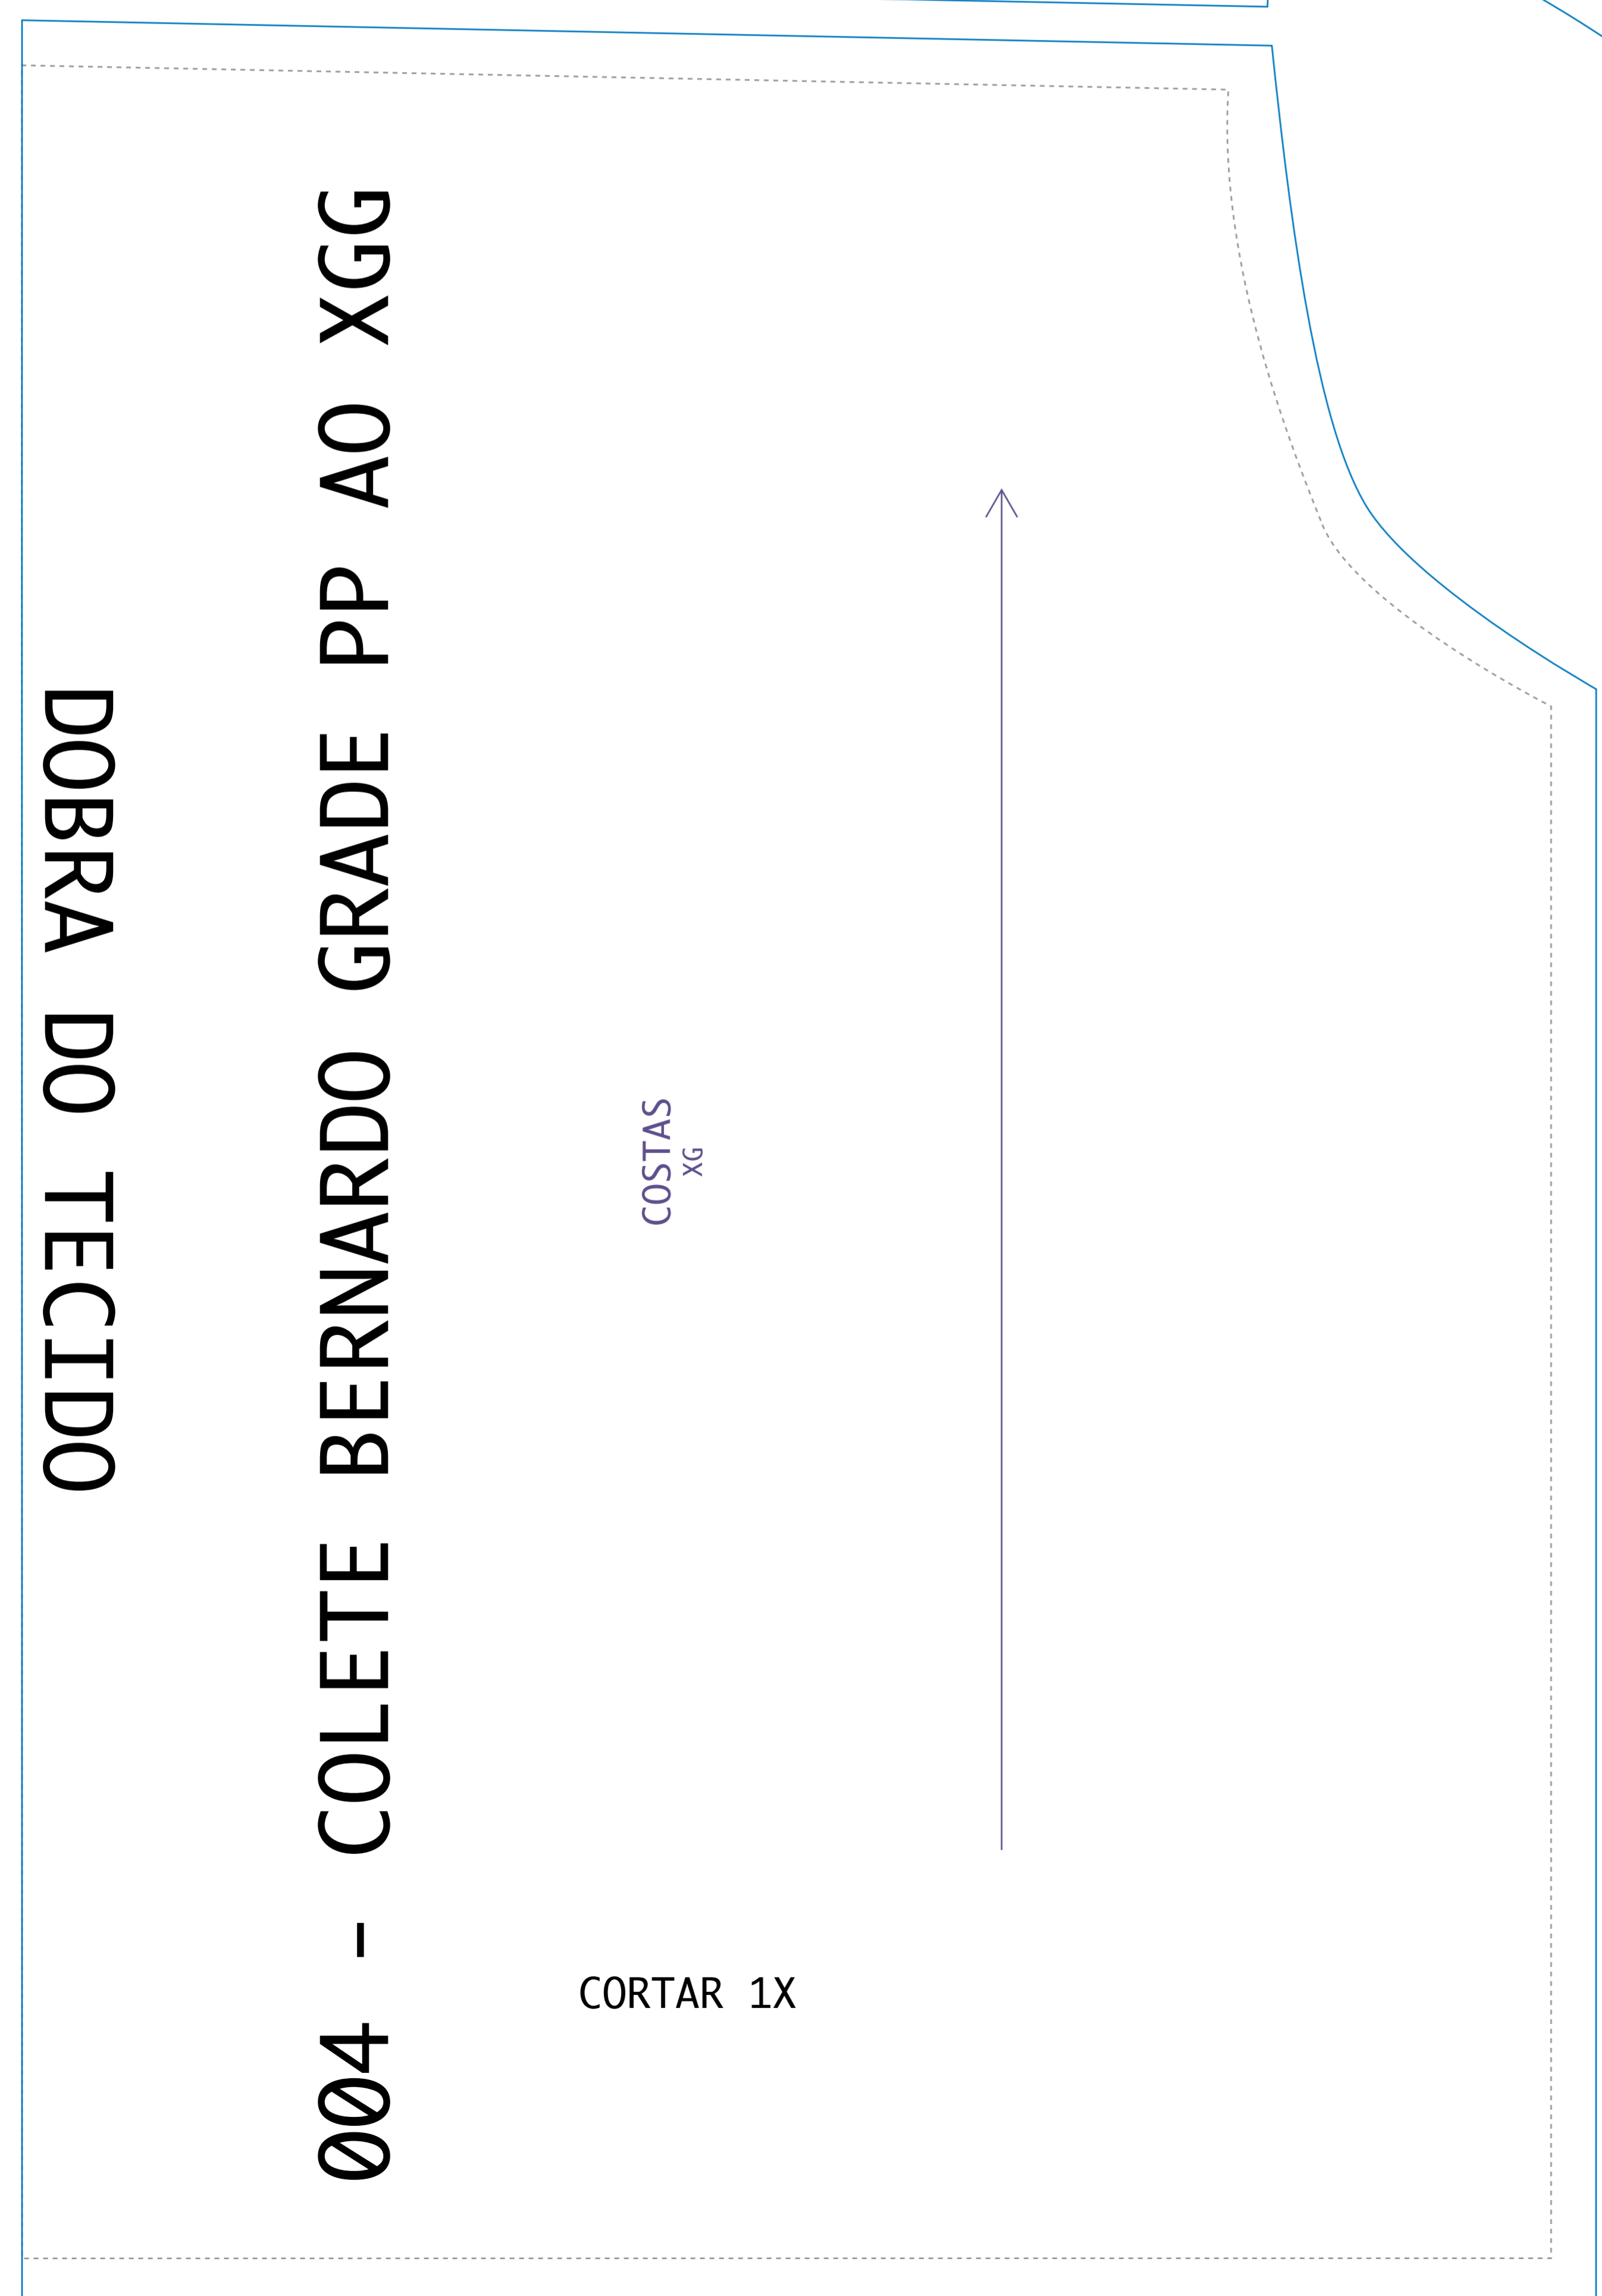 DOBRA DO TECIDO
004 - COLETE BERNARDO GRADE PP AO XGG
COSTAS
XG
CORTAR 1X